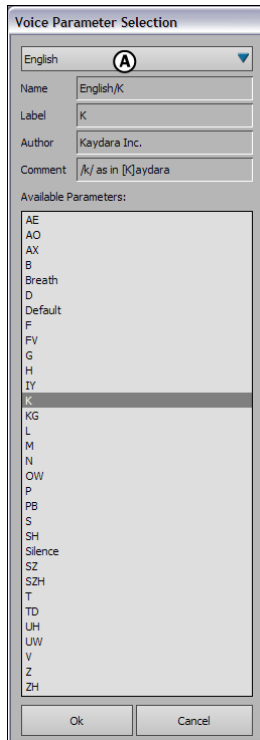 Voice Parameter Selection
English A
Name English/K
Label K
Author Kaydara Inc.
Comment /k/ as in [K]aydara
Available Parameters:
AE
AO
AX
B
Breath
D
Default
F
FV
G
H
IY
K
KG
L
M
N
OW
P
PB
S
SH
Silence
SZ
SZH
T
TD
UH
UW
V
Z
ZH
Ok Cancel